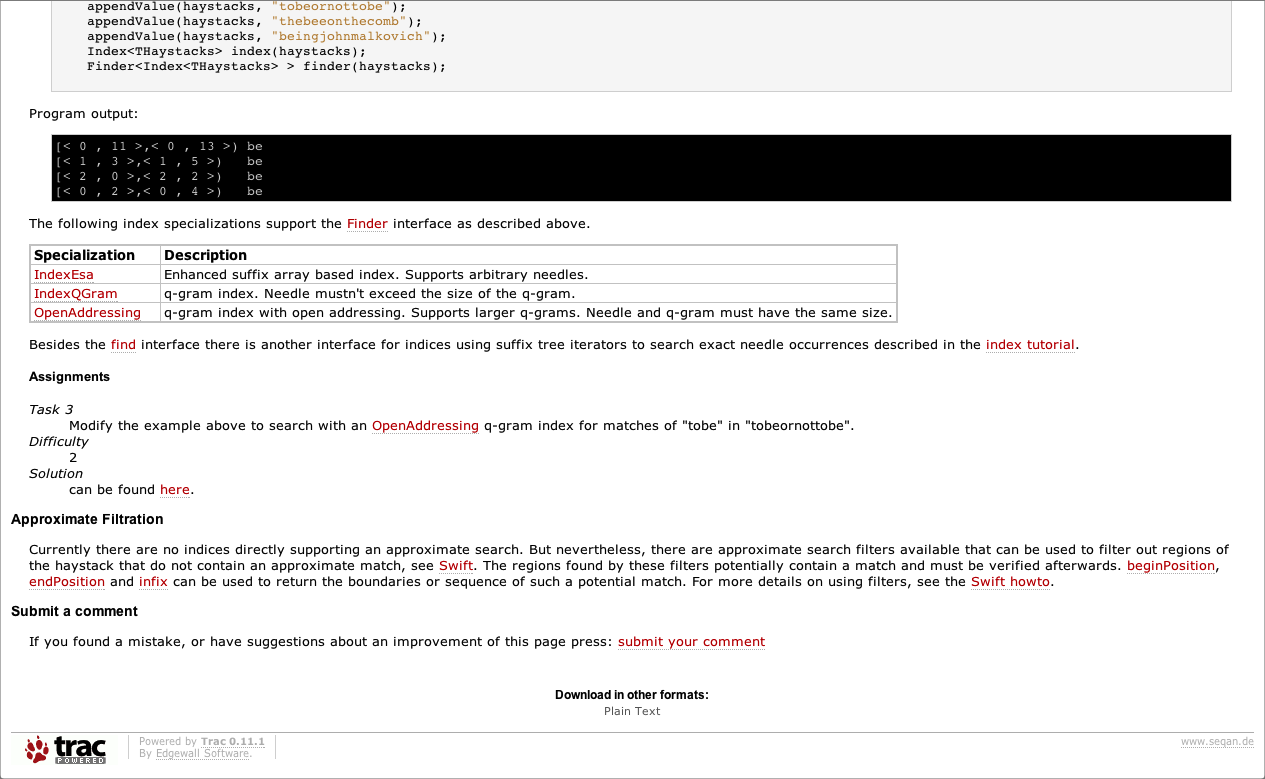 appendValue(haystacks, "tobeornottobe");
appendValue(haystacks, "thebeeonthecomb");
appendValue(haystacks, "beingjohnmalkovich");
Index<THaystacks> index(haystacks);
Finder<Index<THaystacks> > finder(haystacks);
Program output:
[< 0 , 11 >,< 0 , 13 >) be
[< 1 , 3 >,< 1 , 5 >)   be
[< 2 , 0 >,< 2 , 2 >)   be
[< 0 , 2 >,< 0 , 4 >)   be
The following index specializations support the Finder interface as described above.
Specialization Description
IndexEsa Enhanced suffix array based index. Supports arbitrary needles.
IndexQGram q-gram index. Needle mustn't exceed the size of the q-gram.
OpenAddressing q-gram index with open addressing. Supports larger q-grams. Needle and q-gram must have the same size.
Besides the find interface there is another interface for indices using suffix tree iterators to search exact needle occurrences described in the index tutorial.
Assignments
Task 3
Modify the example above to search with an OpenAddressing q-gram index for matches of "tobe" in "tobeornottobe".
Difficulty
2
Solution
can be found here.
Approximate Filtration
Currently there are no indices directly supporting an approximate search. But nevertheless, there are approximate search filters available that can be used to filter out regions of
the haystack that do not contain an approximate match, see Swift. The regions found by these filters potentially contain a match and must be verified afterwards. beginPosition,
endPosition and infix can be used to return the boundaries or sequence of such a potential match. For more details on using filters, see the Swift howto.
Submit a comment
If you found a mistake, or have suggestions about an improvement of this page press: submit your comment
Download in other formats:
Plain Text
trac
POWERED
Powered by Trac 0.11.1
By Edgewall Software.
www.seqan.de